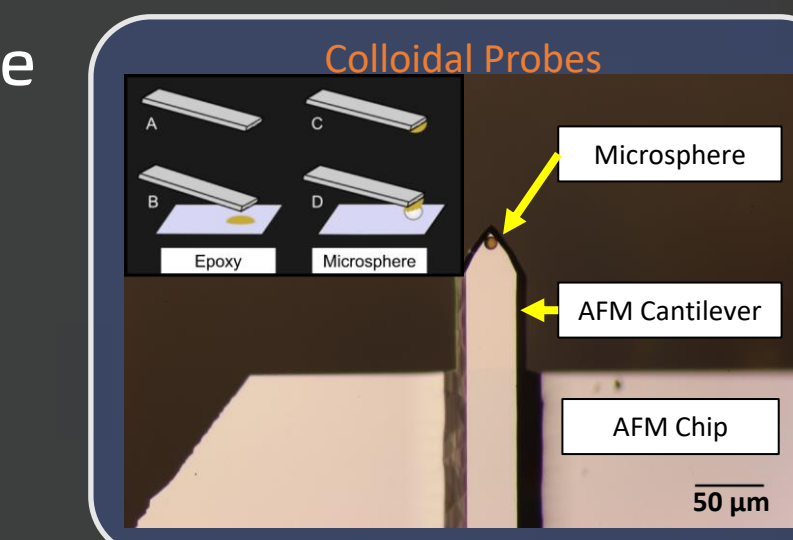 e
Colloidal Probes
A
C
B
D
Epoxy
Microsphere
Microsphere
AFM Cantilever
AFM Chip
50 µm